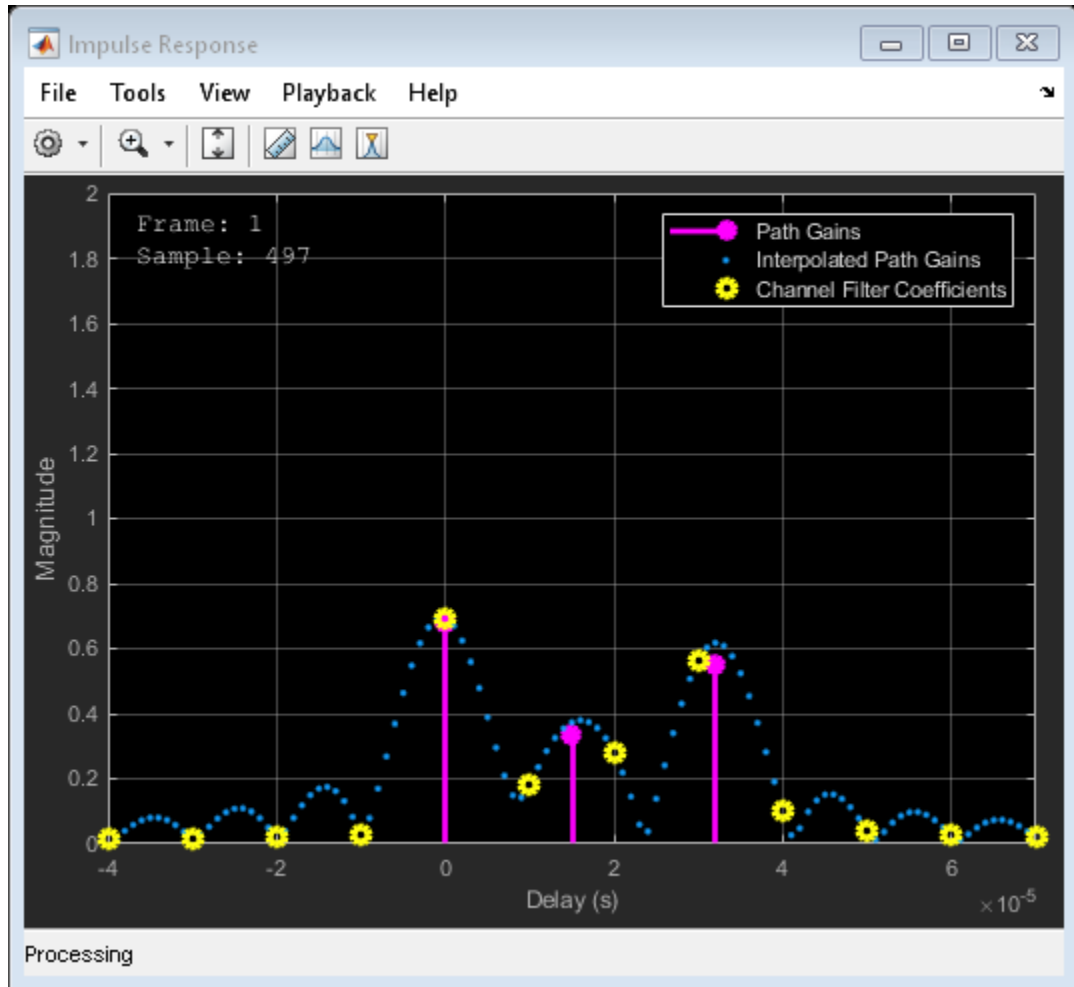 Impulse Response
File Tools View Playback Help
Frame: 1
Sample: 497
Path Gains
Interpolated Path Gains
Channel Filter Coefficients
2
1.8
1.6
1.4
1.2
1
0.8
0.6
0.4
0.2
0
Magnitude
-4 -2 0 2 4 6
Delay (s)
×10-5
Processing